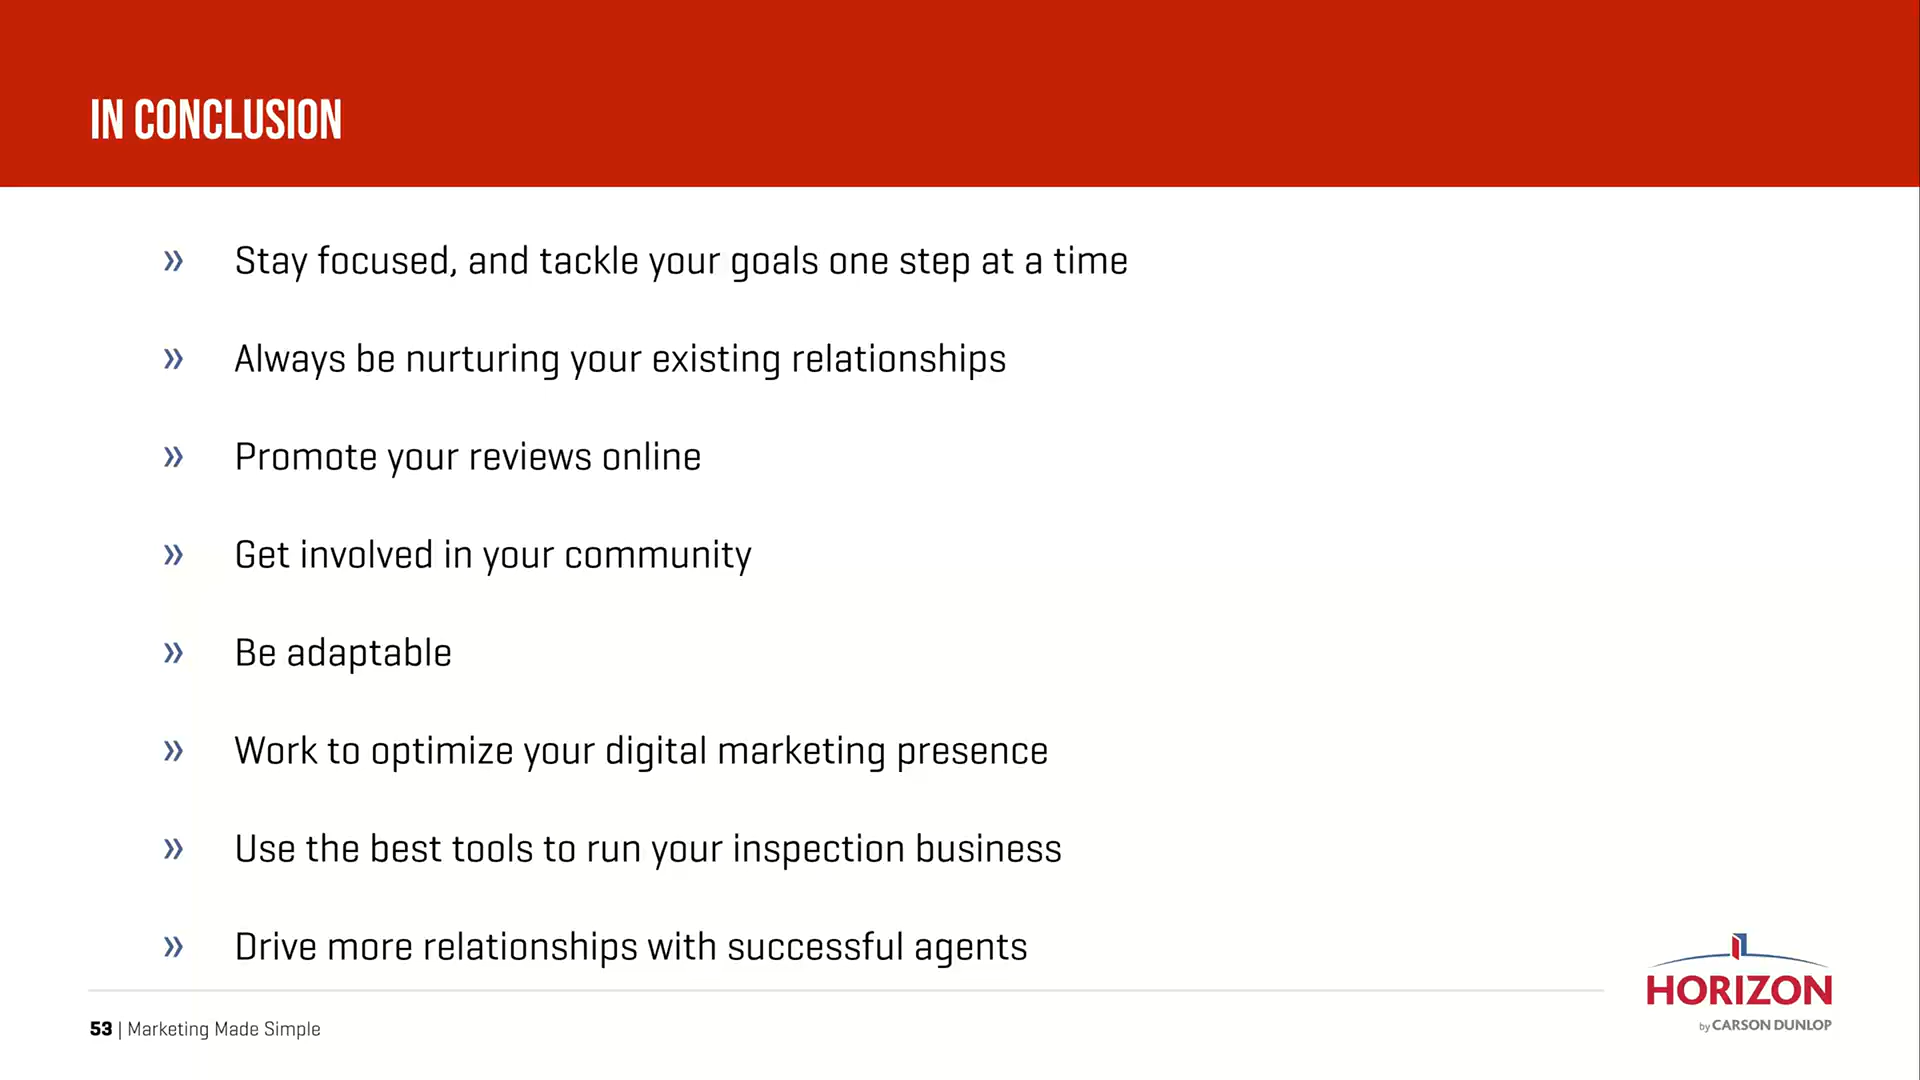 IN CONCLUSION
» Stay focused, and tackle your goals one step at a time
» Always be nurturing your existing relationships
» Promote your reviews online
» Get involved in your community
» Be adaptable
» Work to optimize your digital marketing presence
» Use the best tools to run your inspection business
» Drive more relationships with successful agents
HORIZON
by CARSON DUNLOP
53 | Marketing Made Simple